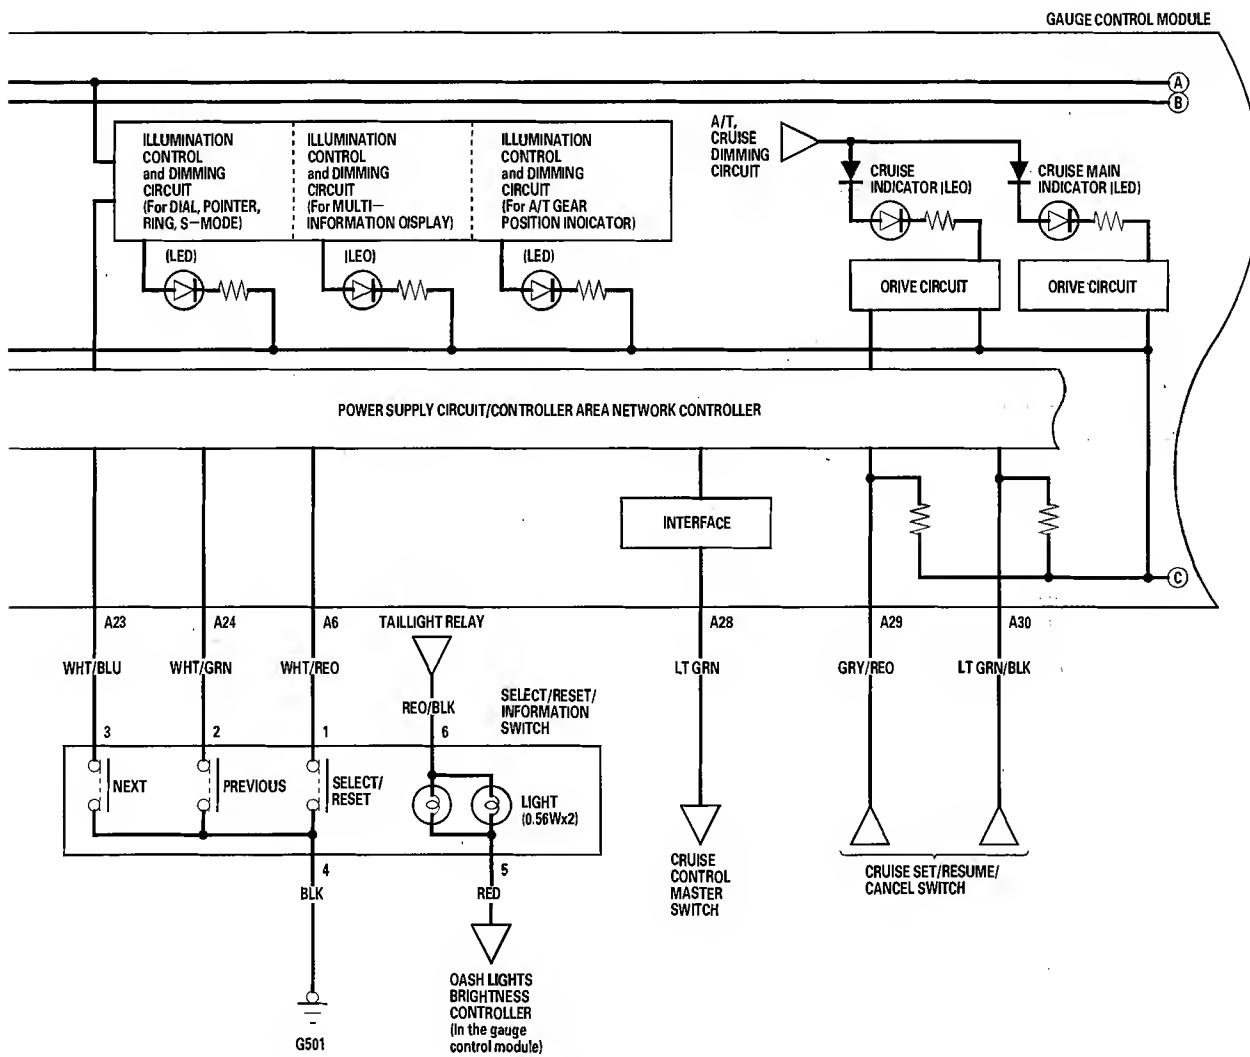 GAUGE CONTROL MODULE
A
B
ILLUMINATION
CONTROL
and DIMMING
CIRCUIT
(For DIAL, POINTER,
RING, S-MODE)
ILLUMINATION
CONTROL
and DIMMING
CIRCUIT
(For MULTI-
INFORMATION OISPLAY)
ILLUMINATION
CONTROL
and DIMMING
CIRCUIT
(For A/T GEAR
POSITION INOICATOR)
A/T,
CRUISE
DIMMING
CIRCUIT
CRUISE
INDICATOR (LEO)
CRUISE MAIN
INDICATOR (LED)
(LED)
(LEO)
(LED)
ORIVE CIRCUIT
ORIVE CIRCUIT
POWER SUPPLY CIRCUIT/CONTROLLER AREA NETWORK CONTROLLER
INTERFACE
C
A23
A24
A6
TAILLIGHT RELAY
A28
A29
A30
WHT/BLU
WHT/GRN
WHT/REO
LT GRN
GRY/REO
LT GRN/BLK
REO/BLK
SELECT/RESET/
INFORMATION
SWITCH
3
2
1
6
NEXT
PREVIOUS
SELECT/
RESET
LIGHT
(0.56Wx2)
4
5
BLK
RED
CRUISE
CONTROL
MASTER
SWITCH
CRUISE SET/RESUME/
CANCEL SWITCH
OASH LIGHTS
BRIGHTNESS
CONTROLLER
(In the gauge
control module)
G501